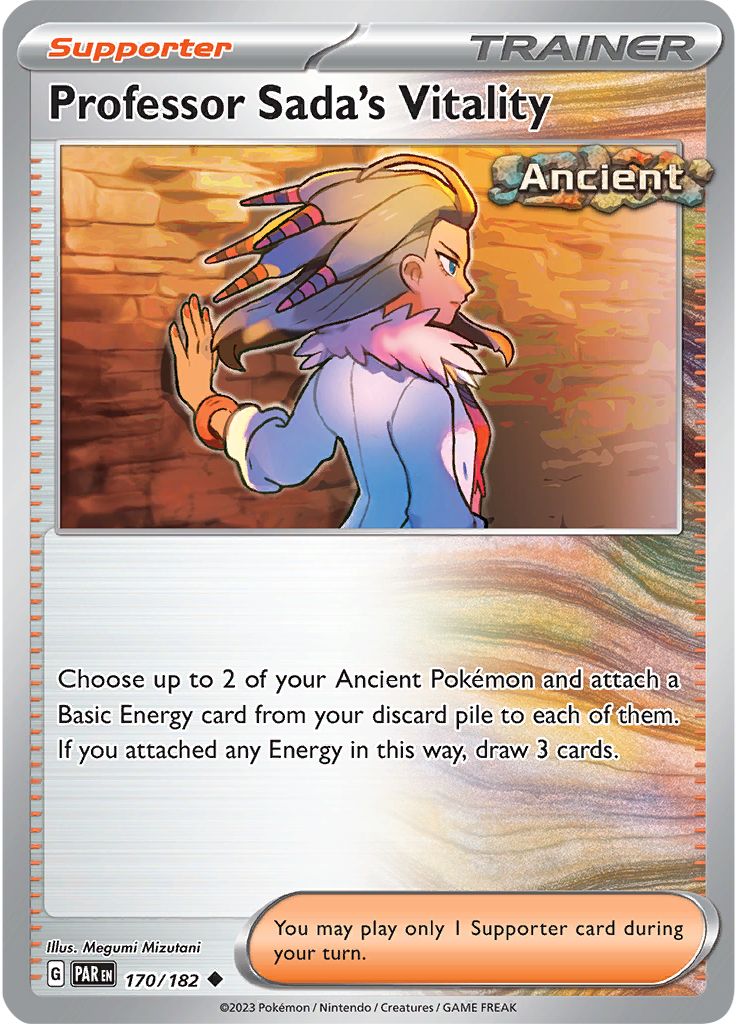 Supporter
TRAINER
Professor Sada's Vitality
Ancient
Choose up to 2 of your Ancient Pokémon and attach a
Basic Energy card from your discard pile to each of them.
If you attached any Energy in this way, draw 3 cards.
You may play only 1 Supporter card during
your turn.
Illus. Megumi Mizutani
G PAR EN 170/182 ◆
©2023 Pokémon / Nintendo / Creatures / GAME FREAK